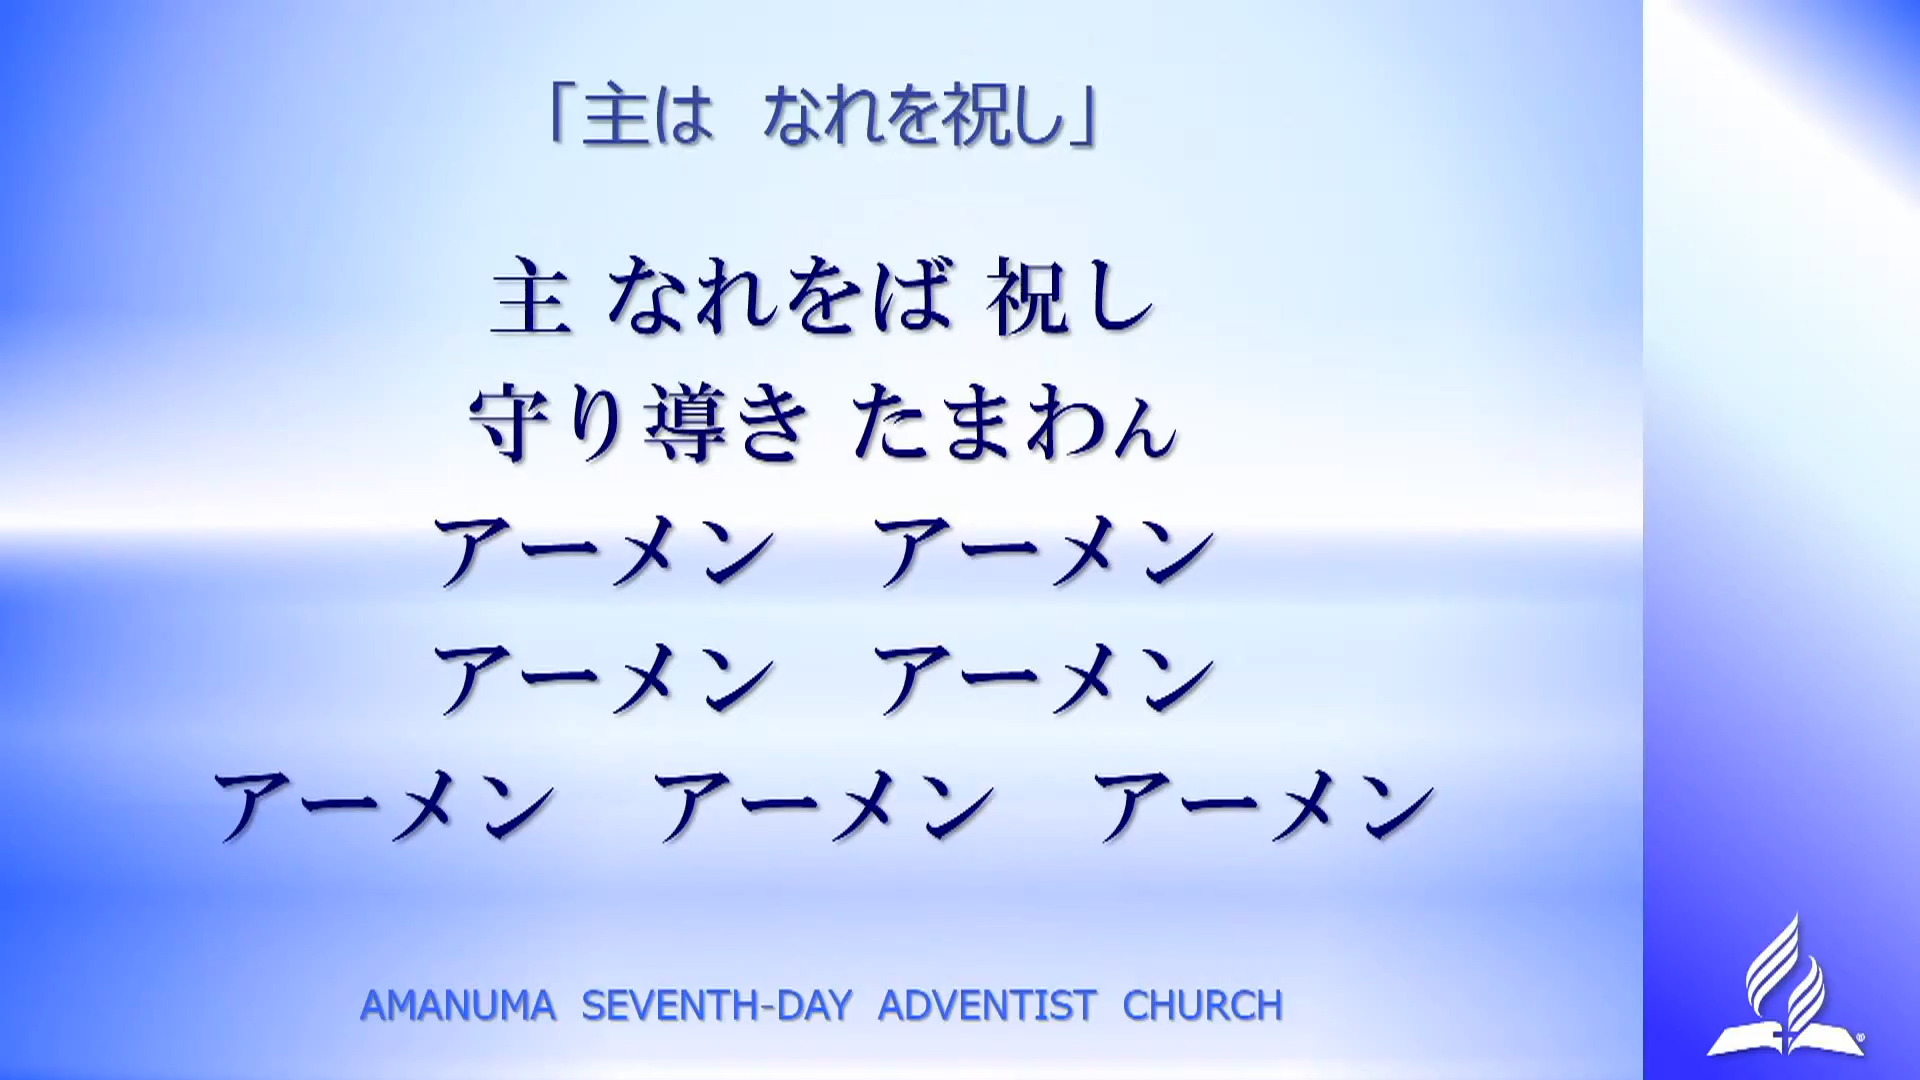 「主は　なれを祝し」
主 なれをば 祝し
守り導き たまわん
アーメン　アーメン
アーメン　アーメン
アーメン　アーメン　アーメン
AMANUMA SEVENTH-DAY ADVENTIST CHURCH